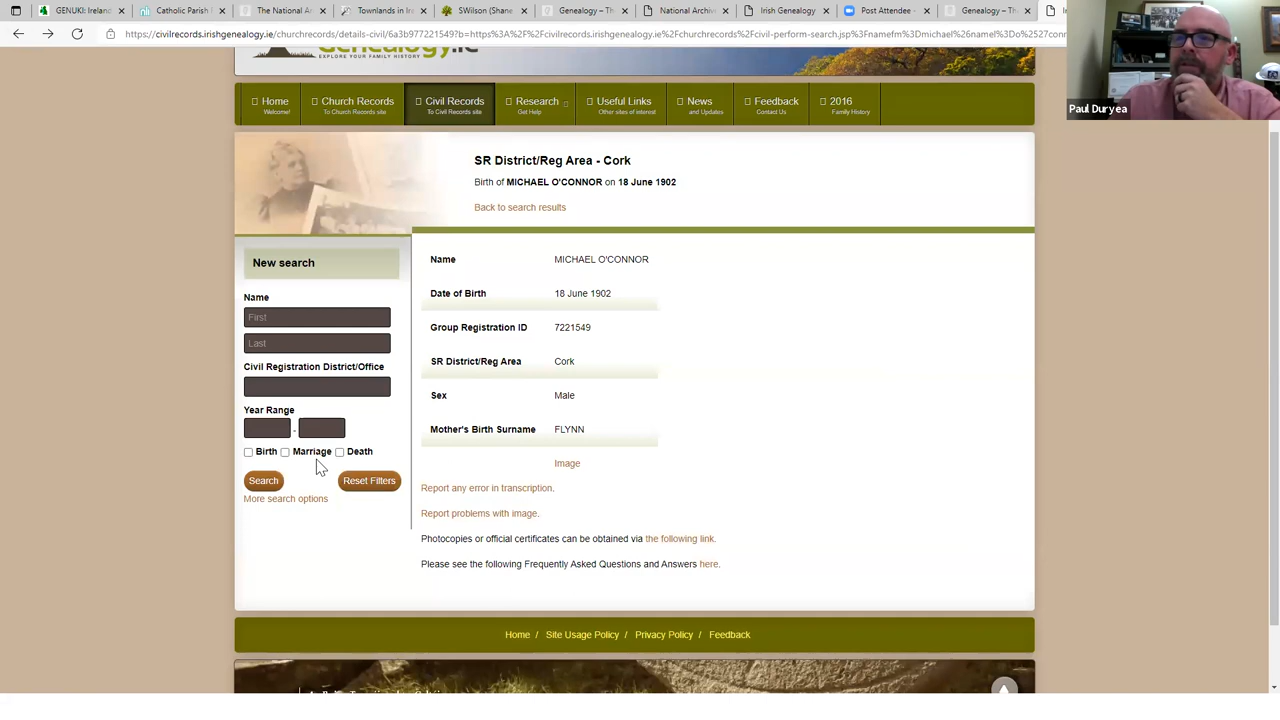 GENUKI: Ireland
Catholic Parish
The National A
Townlands in Ire
SWilson (Shane
Genealogy – Th
National Archive
Irish Genealogy
Post Attendee -
Genealogy – Th
https://civilrecords.irishgenealogy.ie/churchrecords/details-civil/6a3b977221549?b=https%3A%2F%2Fcivilrecords.irishgenealogy.ie%2Fchurchrecords%2Fcivil-perform-search.jsp%3Fnamefm%3Dmichael%26namel%3Do%2527conn
Paul Duryea
EXPLORE YOUR FAMILY HISTORY
Home
Welcome!
Church Records
To Church Records site
Civil Records
To Civil Records site
Research
Get Help
Useful Links
Other sites of interest
News
and Updates
Feedback
Contact Us
2016
Family History
SR District/Reg Area - Cork
Birth of MICHAEL O'CONNOR on 18 June 1902
Back to search results
New search
Name
First
Last
Civil Registration District/Office
Year Range
-
Birth Marriage Death
Search Reset Filters
More search options
Name MICHAEL O'CONNOR
Date of Birth 18 June 1902
Group Registration ID 7221549
SR District/Reg Area Cork
Sex Male
Mother's Birth Surname FLYNN
Image
Report any error in transcription.
Report problems with image.
Photocopies or official certificates can be obtained via the following link.
Please see the following Frequently Asked Questions and Answers here.
Home / Site Usage Policy / Privacy Policy / Feedback